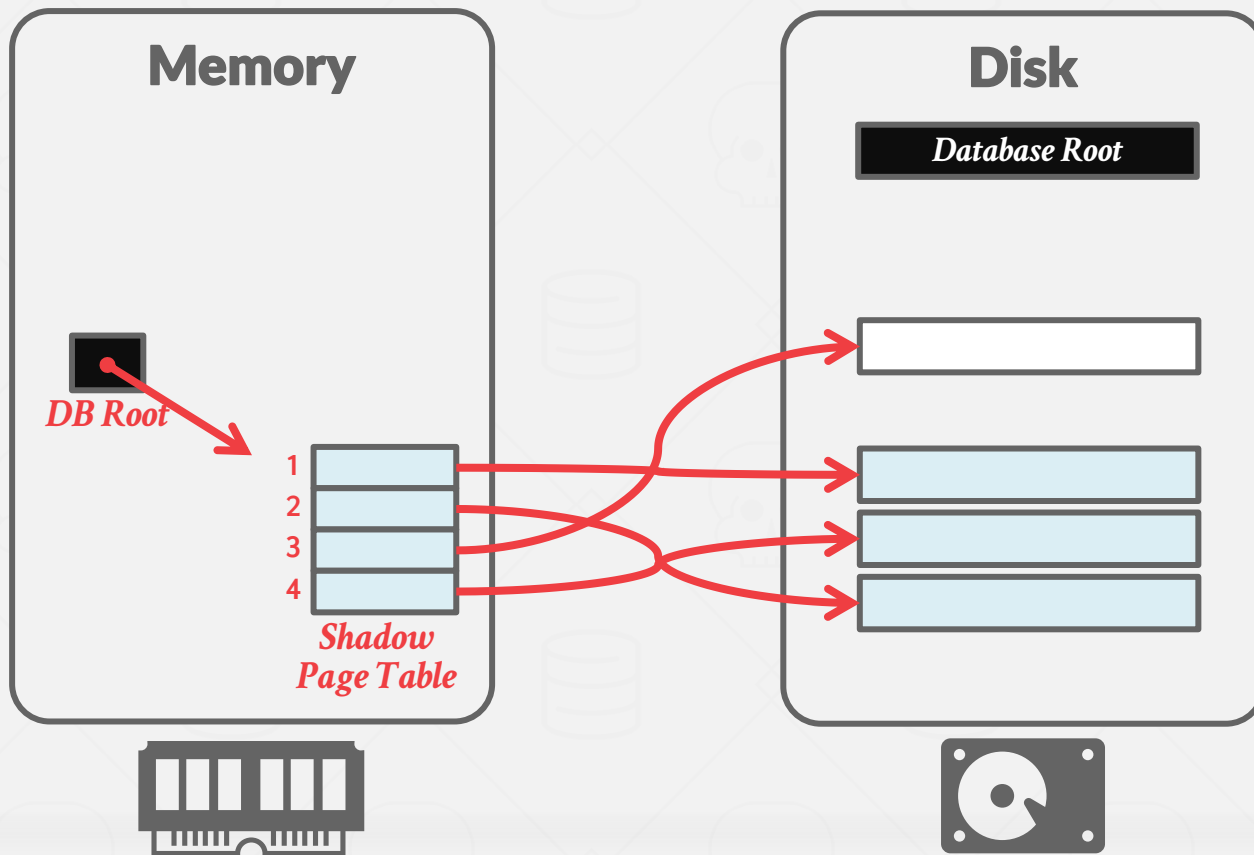 Memory
Disk
Database Root
DB Root
1
2
3
4
Shadow
Page Table